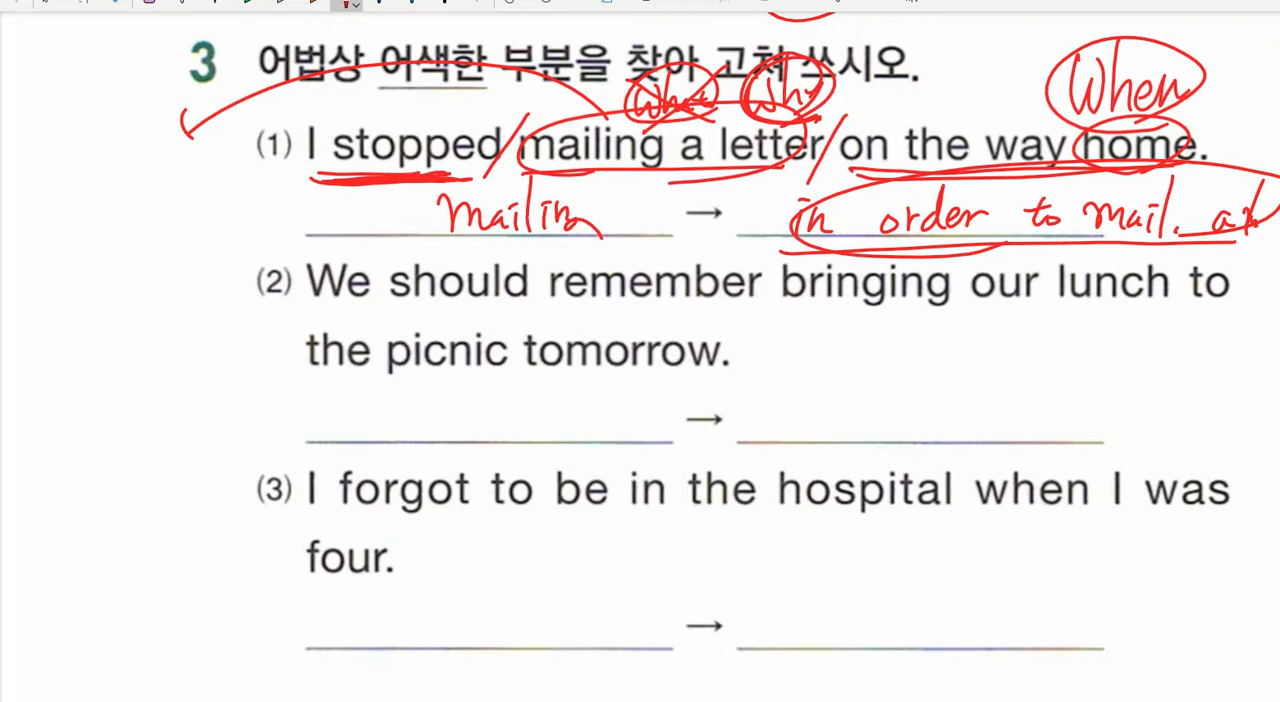 3 어법상 어색한 부분을 찾아 고쳐 쓰시오.
Why When
(1) I stopped / mailing a letter / on the way home.
mailing → in order to mail. a
(2) We should remember bringing our lunch to
the picnic tomorrow.
→
(3) I forgot to be in the hospital when I was
four.
→